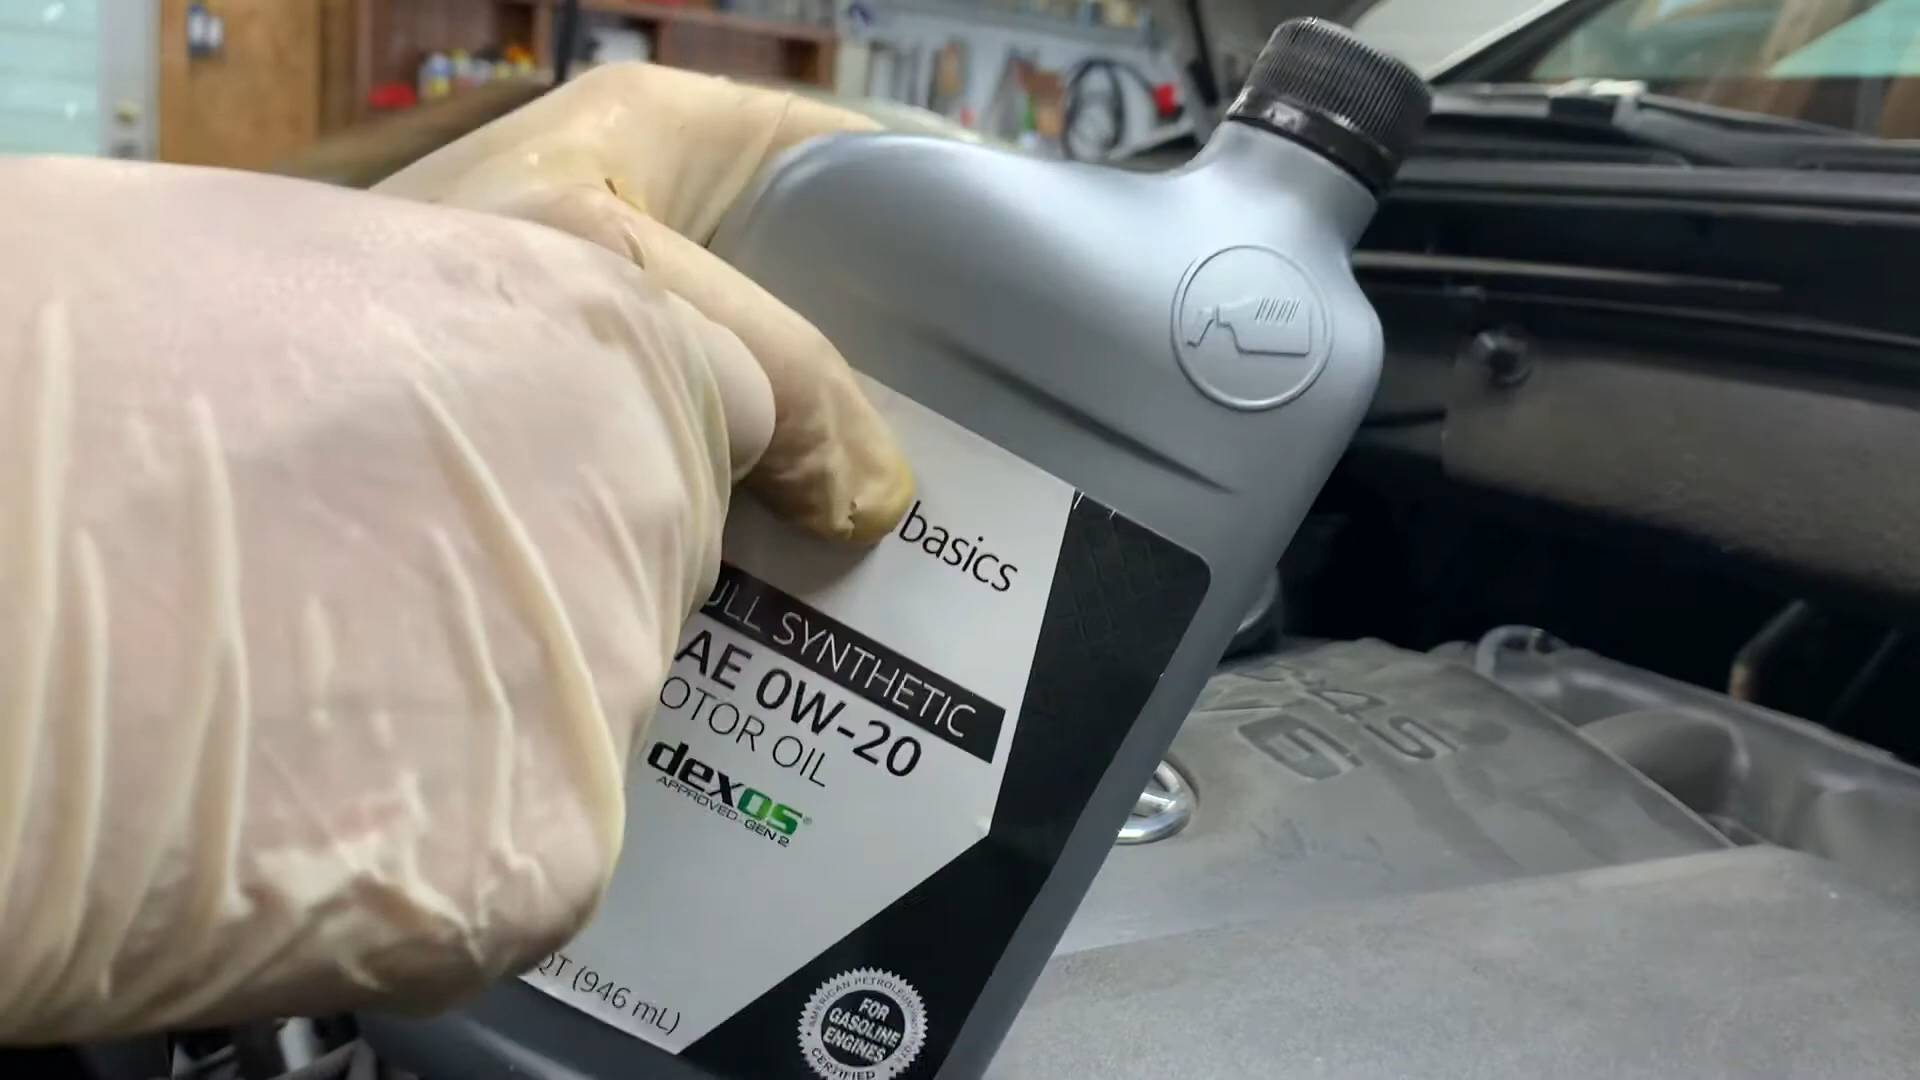 basics
ULL SYNTHETIC
AE 0W-20
OTOR OIL
dexos®
APPROVED-GEN 2
QT (946 mL)
AMERICAN PETROLEUM INSTITUTE
FOR
GASOLINE
ENGINES
CERTIFIED